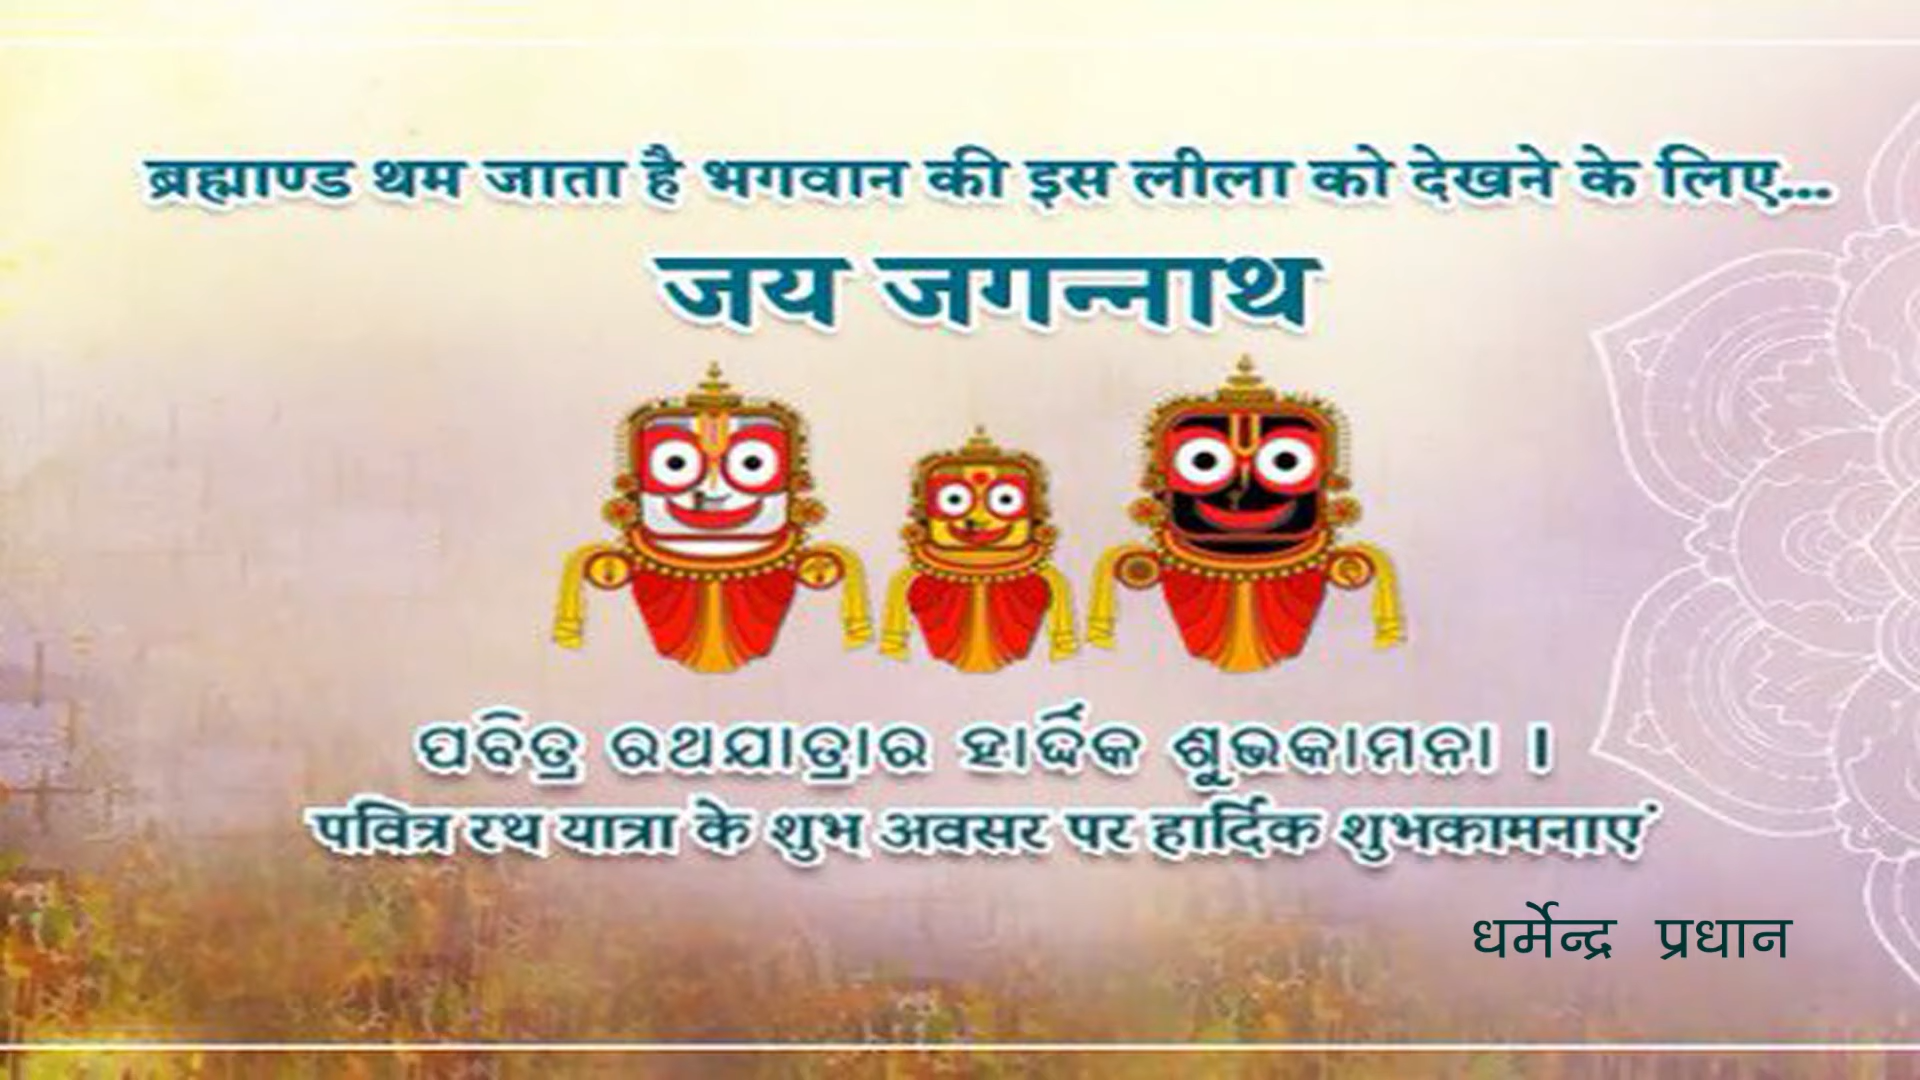 ब्रह्माण्ड थम जाता है भगवान की इस लीला को देखने के लिए...
जय जगन्नाथ
ପବିତ୍ର ରଥଯାତ୍ରାର ହାର୍ଦ୍ଦିକ ଶୁଭକାମନା ।
पवित्र रथ यात्रा के शुभ अवसर पर हार्दिक शुभकामनाएं
धर्मेन्द्र प्रधान